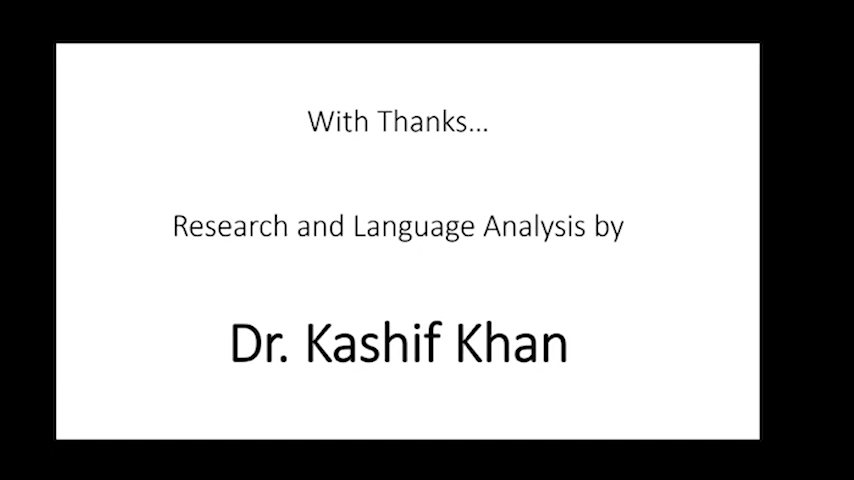 With Thanks...
Research and Language Analysis by
Dr. Kashif Khan